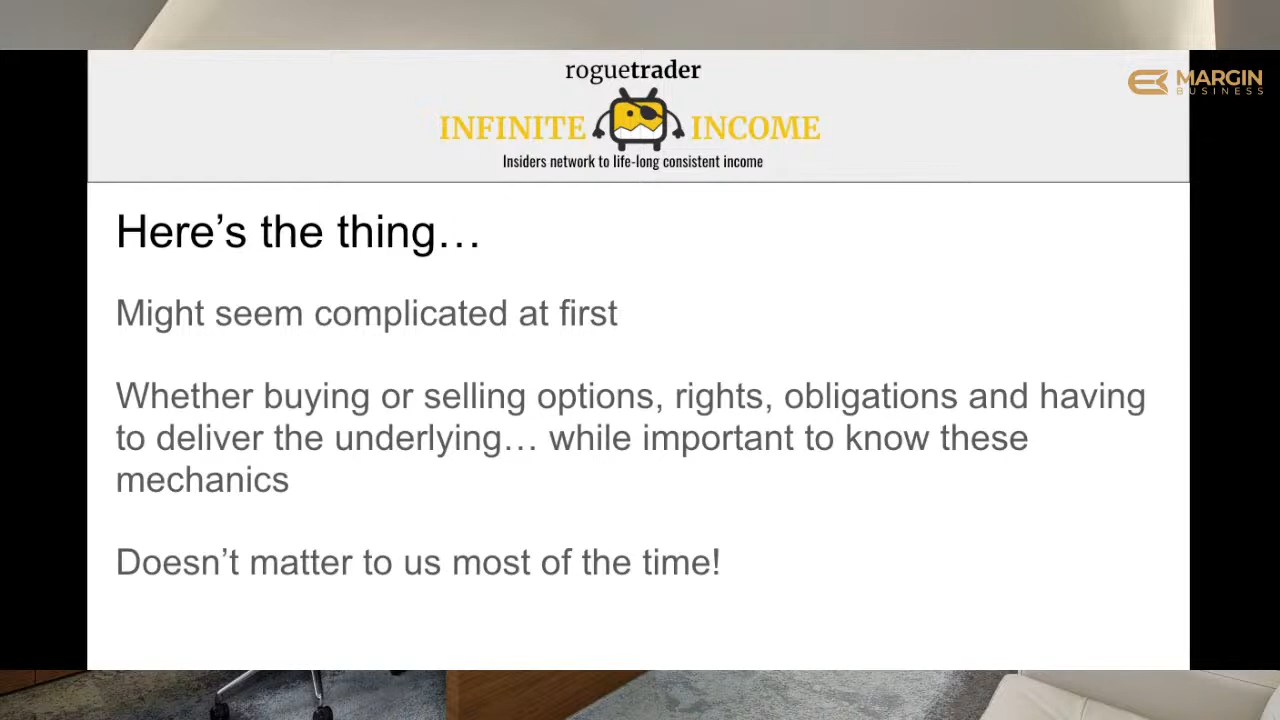 roguetrader
INFINITE INCOME
Insiders network to life-long consistent income
MARGIN
BUSINESS
Here's the thing…
Might seem complicated at first
Whether buying or selling options, rights, obligations and having
to deliver the underlying… while important to know these
mechanics
Doesn't matter to us most of the time!